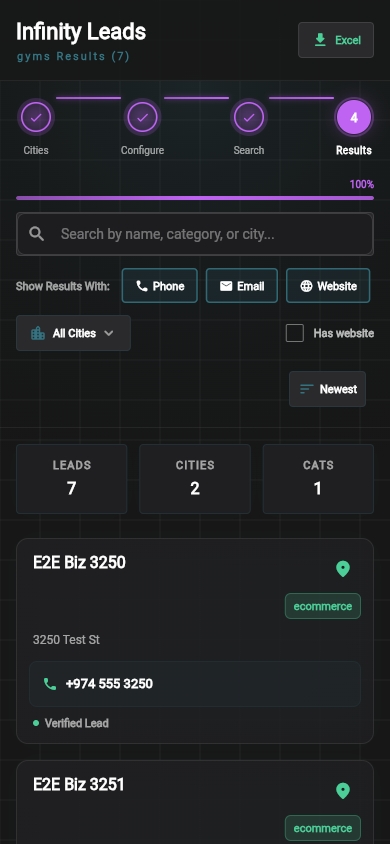 Infinity Leads
gyms Results (7)
Excel
4
Cities
Configure
Search
Results
100%
Search by name, category, or city...
Show Results With:
Phone
Email
Website
All Cities
Has website
Newest
LEADS
7
CITIES
2
CATS
1
E2E Biz 3250
ecommerce
3250 Test St
+974 555 3250
Verified Lead
E2E Biz 3251
ecommerce